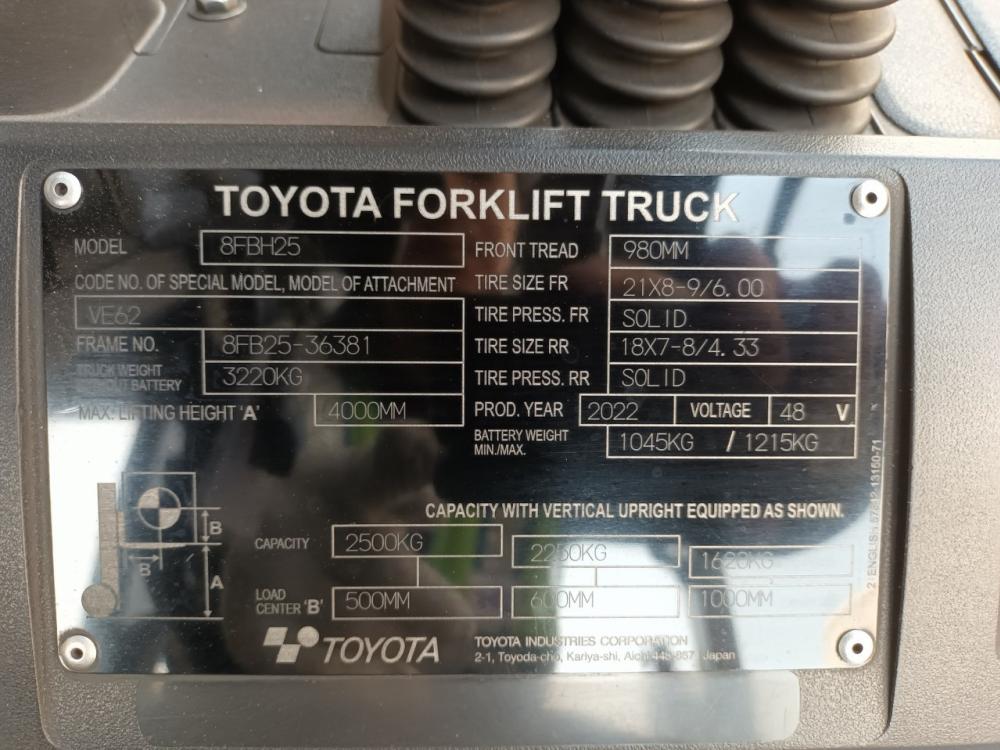 TOYOTA FORKLIFT TRUCK
MODEL 8FBH25
CODE NO. OF SPECIAL MODEL, MODEL OF ATTACHMENT
VE62
FRAME NO. 8FB25-36381
TRUCK WEIGHT
WITHOUT BATTERY 3220KG
MAX. LIFTING HEIGHT 'A' 4000MM
FRONT TREAD 980MM
TIRE SIZE FR 21X8-9/6.00
TIRE PRESS. FR SOLID
TIRE SIZE RR 18X7-8/4.33
TIRE PRESS. RR SOLID
PROD. YEAR 2022 VOLTAGE 48 V
BATTERY WEIGHT
MIN./MAX. 1045KG / 1215KG
CAPACITY WITH VERTICAL UPRIGHT EQUIPPED AS SHOWN.
B
B
A
CAPACITY 2500KG 2250KG 1620KG
LOAD
CENTER 'B' 500MM 600MM 1000MM
TOYOTA
TOYOTA INDUSTRIES CORPORATION
2-1, Toyoda-cho, Kariya-shi, Aichi Japan
2 ENGLISH